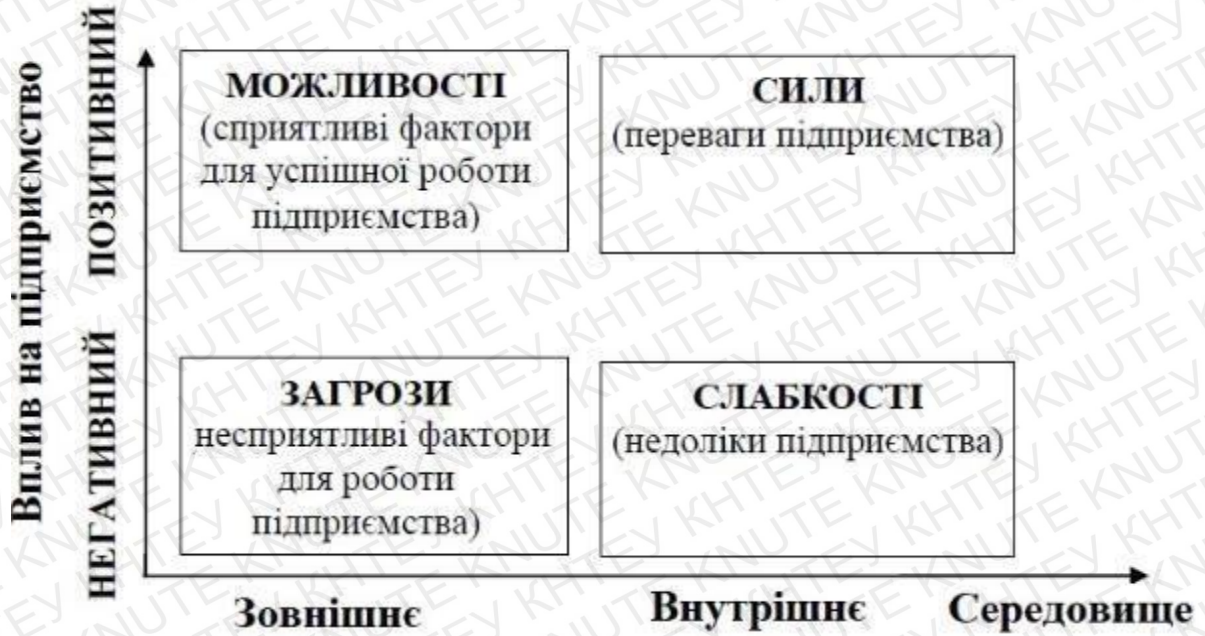 Вплив на підприємство
ПОЗИТИВНИЙ
НЕГАТИВНИЙ
МОЖЛИВОСТІ
(сприятливі фактори
для успішної роботи
підприємства)
СИЛИ
(переваги підприємства)
ЗАГРОЗИ
несприятливі фактори
для роботи
підприємства)
СЛАБКОСТІ
(недоліки підприємства)
Зовнішнє
Внутрішнє
Середовище